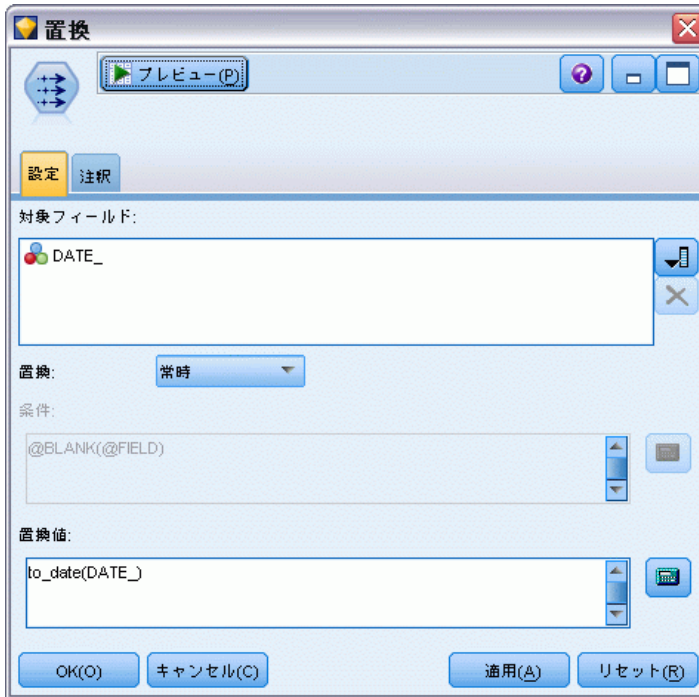 置換
プレビュー(P)
設定
注釈
対象フィールド:
DATE_
置換:
常時
条件:
@BLANK(@FIELD)
置換値:
to_date(DATE_)
OK(O)
キャンセル(C)
適用(A)
リセット(R)